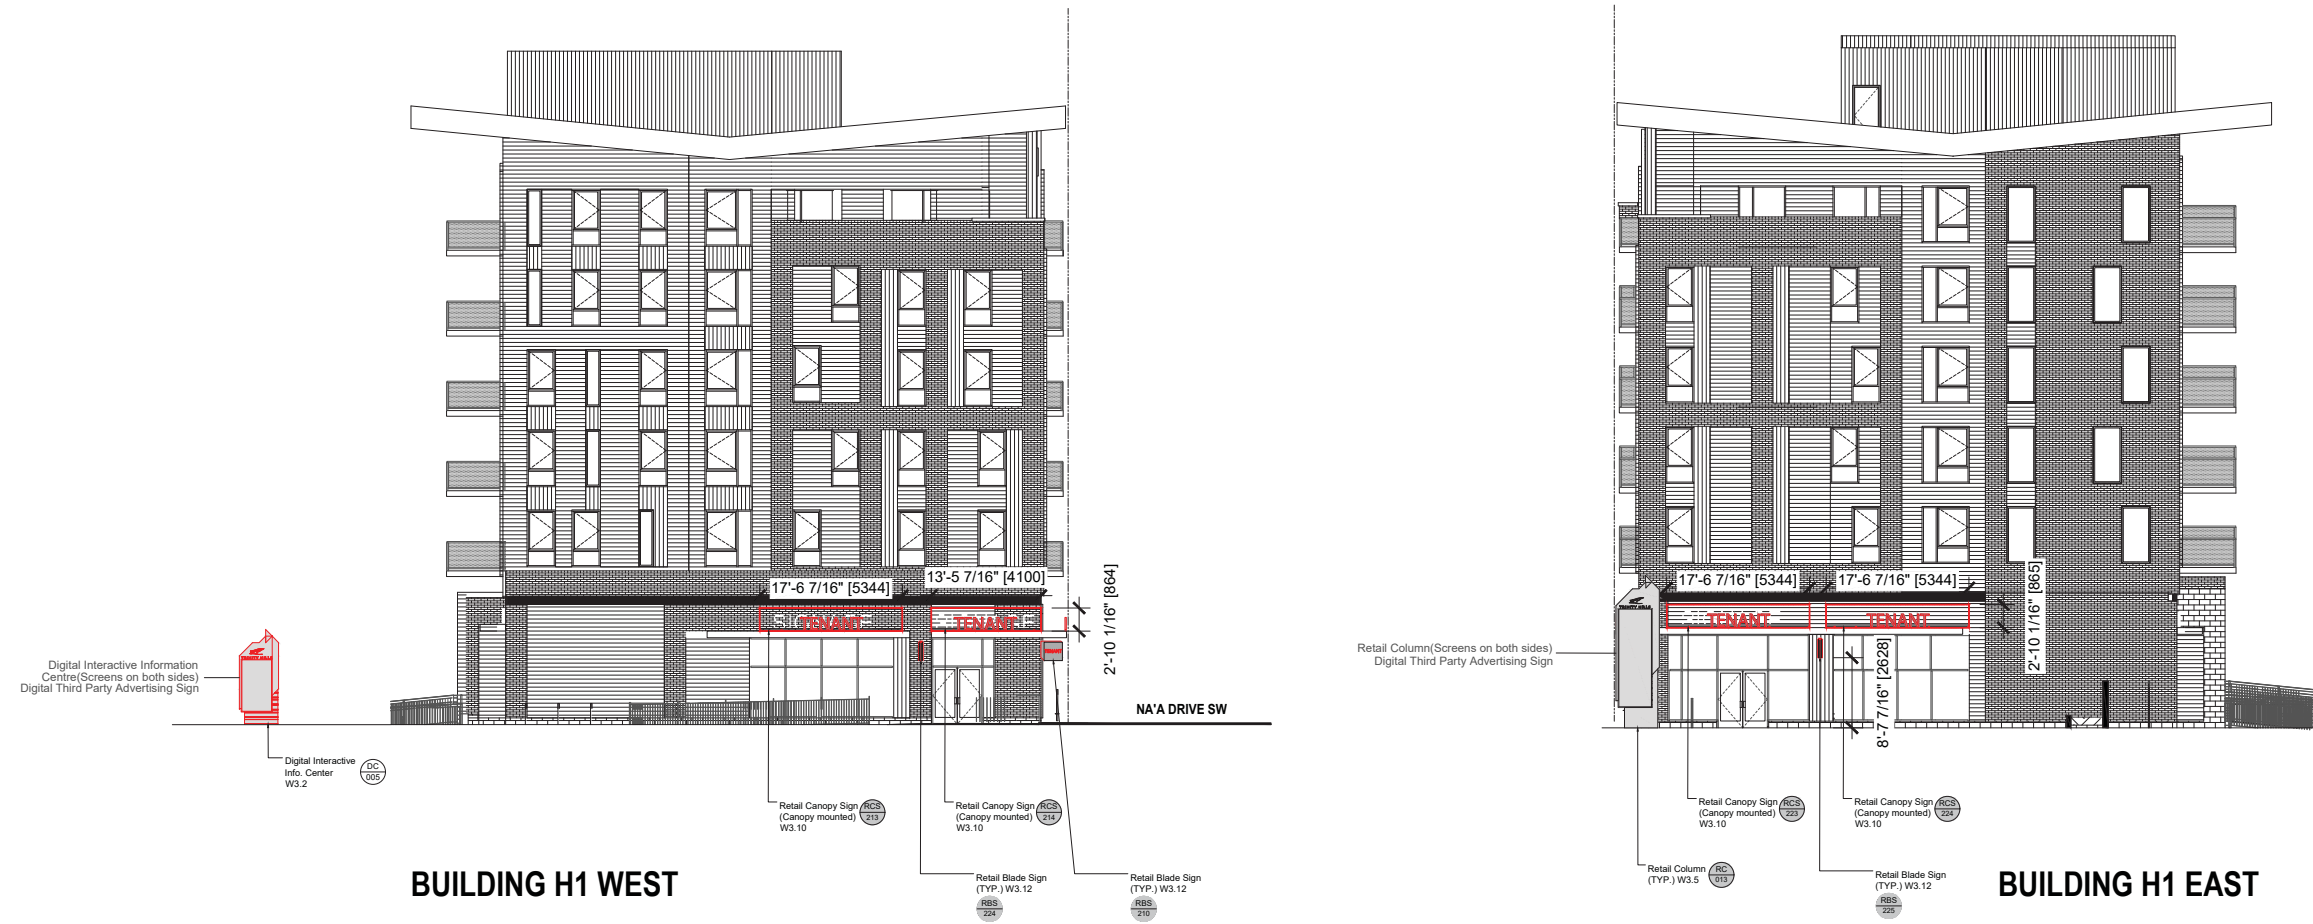 17'-6 7/16" [5344]
13'-5 7/16" [4100]
2'-10 1/16" [864]
TENANT
TENANT
TENANT
TRINITY HILLS
Digital Interactive Information
Centre(Screens on both sides)
Digital Third Party Advertising Sign
NA'A DRIVE SW
Digital Interactive
Info. Center
W3.2
DC
005
Retail Canopy Sign
(Canopy mounted)
W3.10
RCS
213
Retail Canopy Sign
(Canopy mounted)
W3.10
RCS
214
Retail Blade Sign
(TYP.) W3.12
RBS
224
Retail Blade Sign
(TYP.) W3.12
RBS
210
BUILDING H1 WEST
17'-6 7/16" [5344]
17'-6 7/16" [5344]
2'-10 1/16" [865]
8'-7 7/16" [2628]
TRINITY HILLS
TENANT
TENANT
Retail Column(Screens on both sides)
Digital Third Party Advertising Sign
Retail Canopy Sign
(Canopy mounted)
W3.10
RCS
223
Retail Canopy Sign
(Canopy mounted)
W3.10
RCS
224
Retail Column
(TYP.) W3.5
RC
013
Retail Blade Sign
(TYP.) W3.12
RBS
225
BUILDING H1 EAST